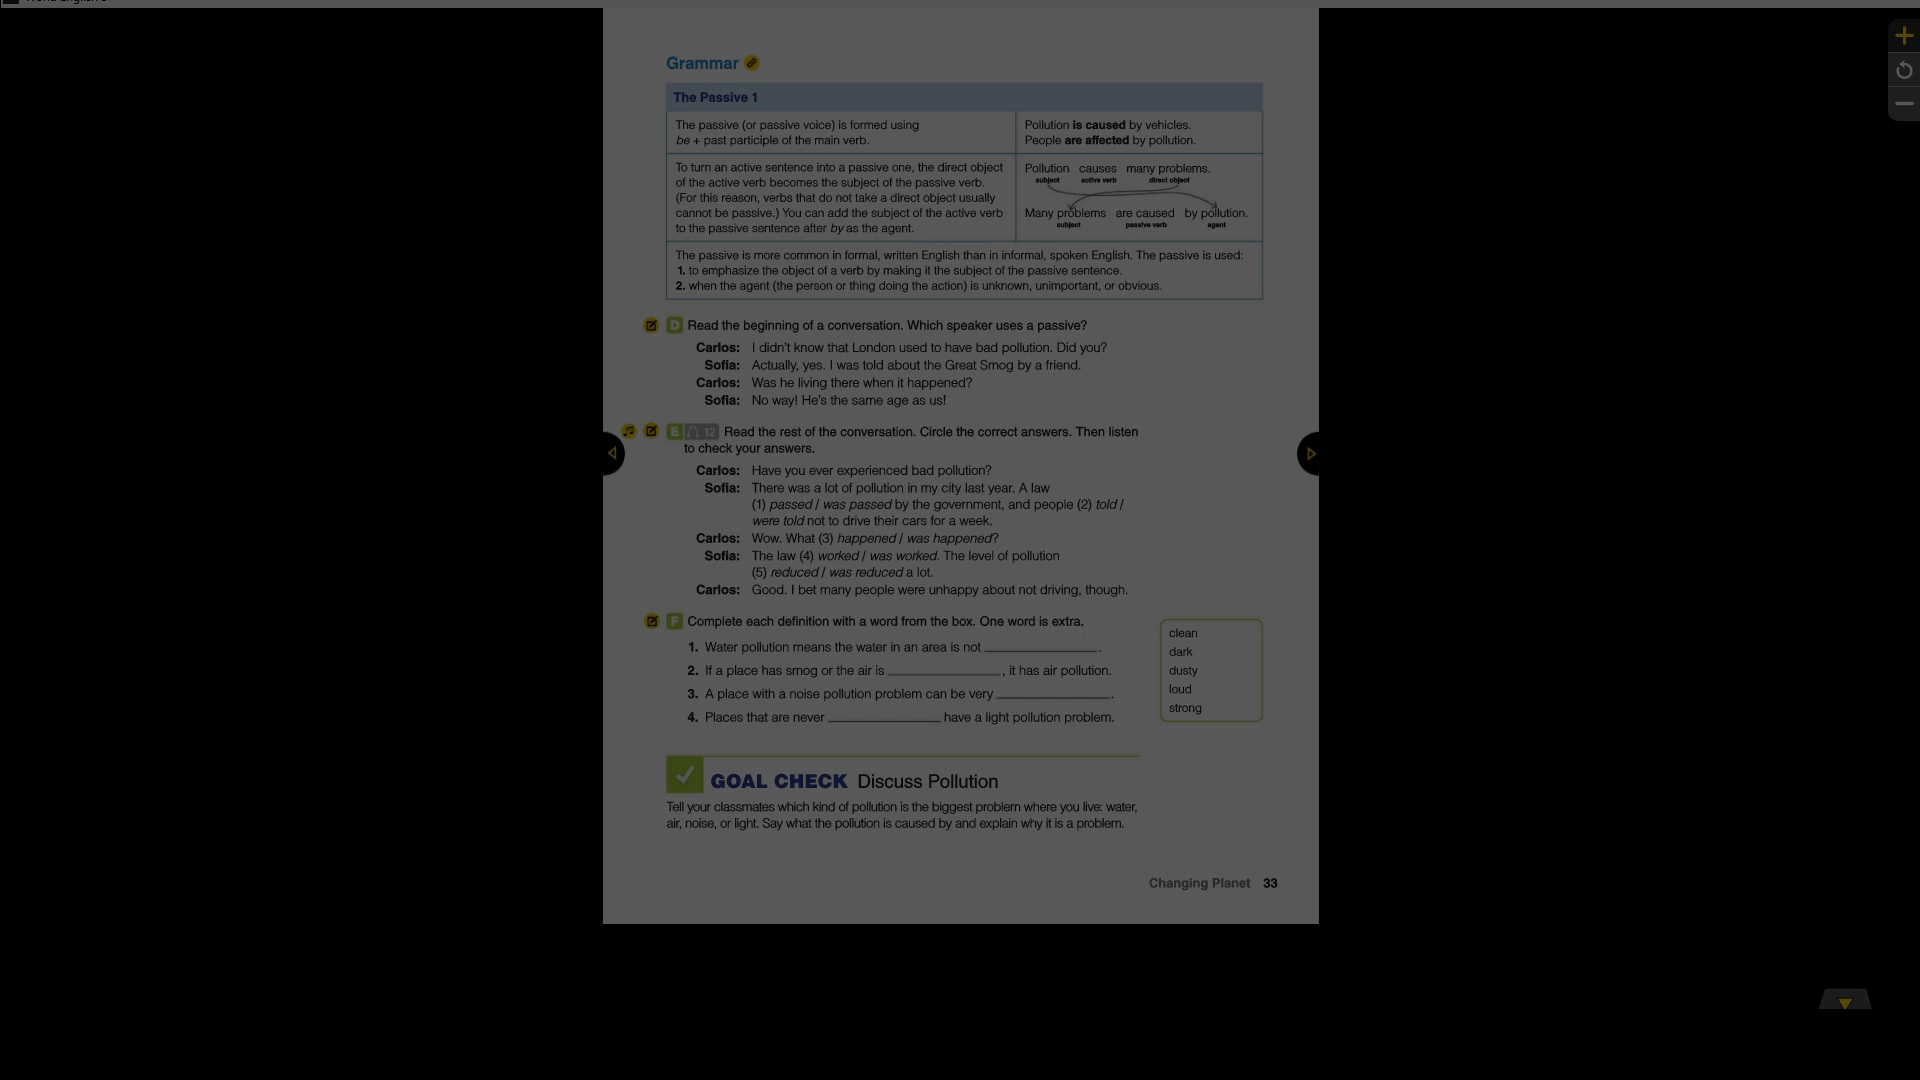 Grammar
The Passive 1
The passive (or passive voice) is formed using
be + past participle of the main verb.
Pollution is caused by vehicles.
People are affected by pollution.
To turn an active sentence into a passive one, the direct object
of the active verb becomes the subject of the passive verb.
(For this reason, verbs that do not take a direct object usually
cannot be passive.) You can add the subject of the active verb
to the passive sentence after by as the agent.
Pollution causes many problems.
subject active verb direct object
Many problems are caused by pollution.
subject passive verb agent
The passive is more common in formal, written English than in informal, spoken English. The passive is used:
1. to emphasize the object of a verb by making it the subject of the passive sentence.
2. when the agent (the person or thing doing the action) is unknown, unimportant, or obvious.
D Read the beginning of a conversation. Which speaker uses a passive?
Carlos: I didn't know that London used to have bad pollution. Did you?
Sofia: Actually, yes. I was told about the Great Smog by a friend.
Carlos: Was he living there when it happened?
Sofia: No way! He's the same age as us!
E 12 Read the rest of the conversation. Circle the correct answers. Then listen
to check your answers.
Carlos: Have you ever experienced bad pollution?
Sofia: There was a lot of pollution in my city last year. A law
(1) passed / was passed by the government, and people (2) told /
were told not to drive their cars for a week.
Carlos: Wow. What (3) happened / was happened?
Sofia: The law (4) worked / was worked. The level of pollution
(5) reduced / was reduced a lot.
Carlos: Good. I bet many people were unhappy about not driving, though.
F Complete each definition with a word from the box. One word is extra.
1. Water pollution means the water in an area is not ________________.
2. If a place has smog or the air is ________________, it has air pollution.
3. A place with a noise pollution problem can be very ________________.
4. Places that are never ________________ have a light pollution problem.
clean
dark
dusty
loud
strong
GOAL CHECK Discuss Pollution
Tell your classmates which kind of pollution is the biggest problem where you live: water,
air, noise, or light. Say what the pollution is caused by and explain why it is a problem.
Changing Planet 33